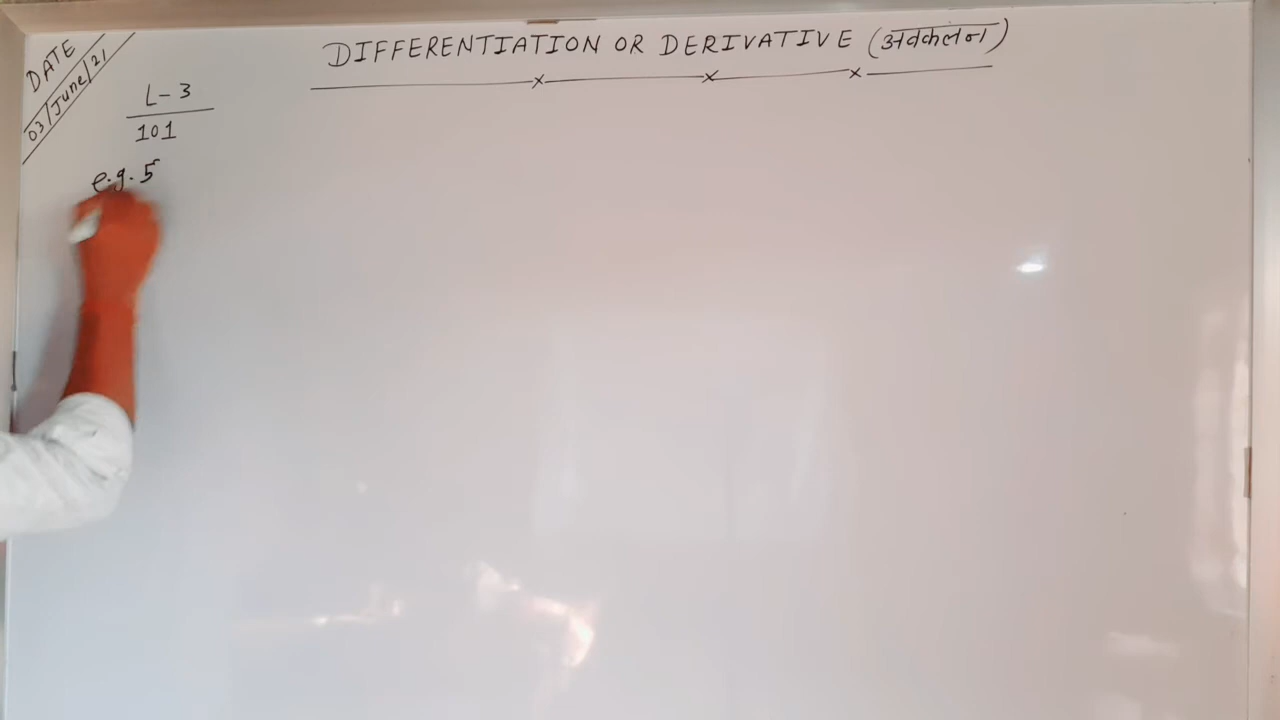 DATE
03/June/21
DIFFERENTIATION OR DERIVATIVE (अवकलन)
L-3
101
e.g. 5